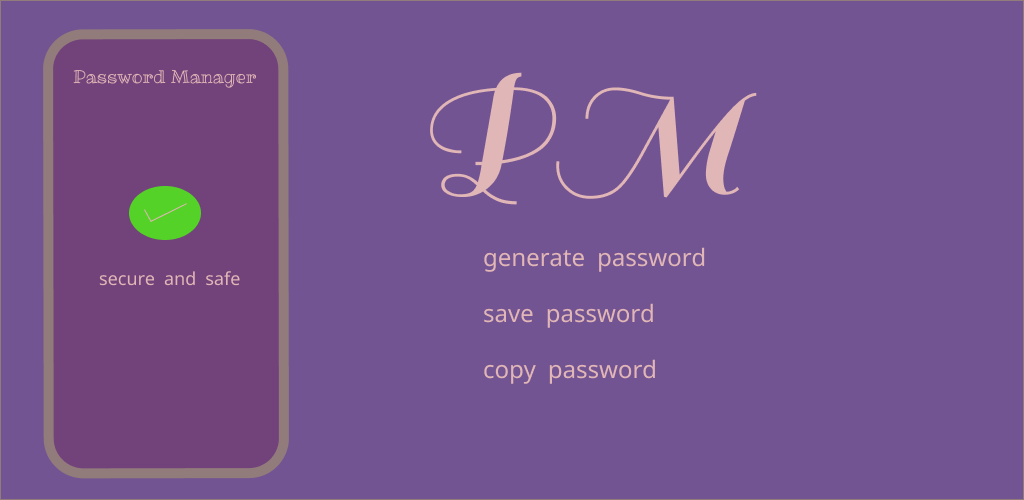 Password Manager
secure and safe
PM
generate password
save password
copy password